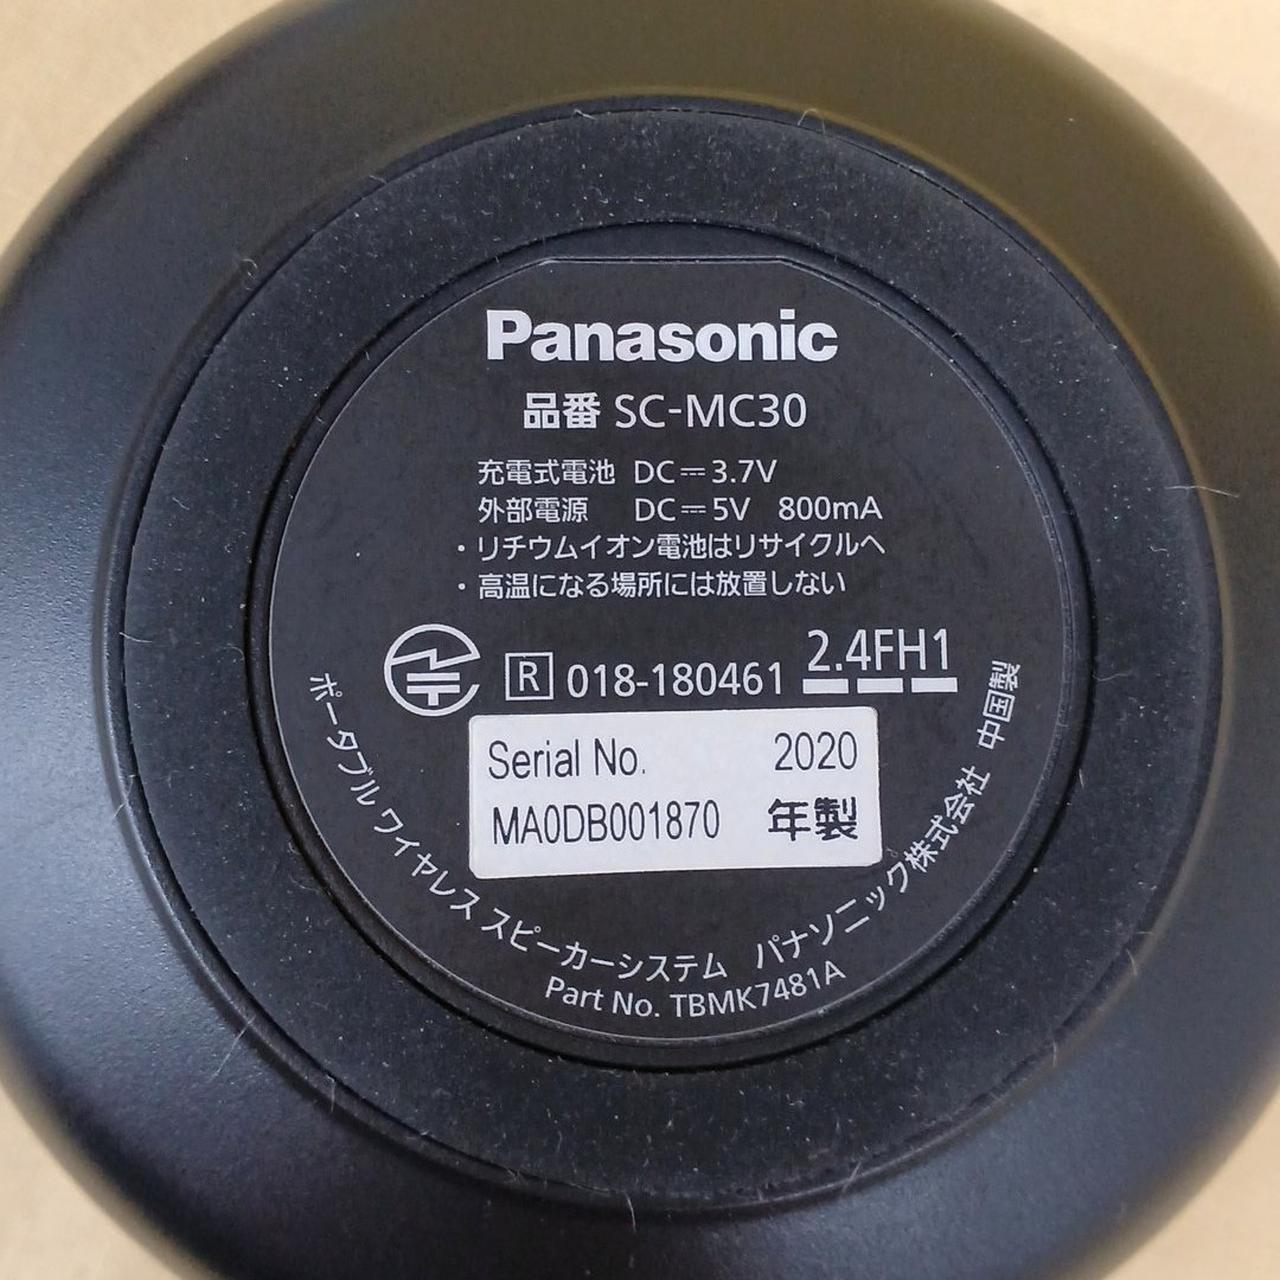 Panasonic
品番 SC-MC30
充電式電池 DC⎓3.7V
外部電源 DC⎓5V 800mA
・リチウムイオン電池はリサイクルへ
・高温になる場所には放置しない
R 018-180461 2.4FH1
Serial No. 2020
MA0DB001870 年製
ポータブル ワイヤレス スピーカーシステム パナソニック株式会社 中国製
Part No. TBMK7481A